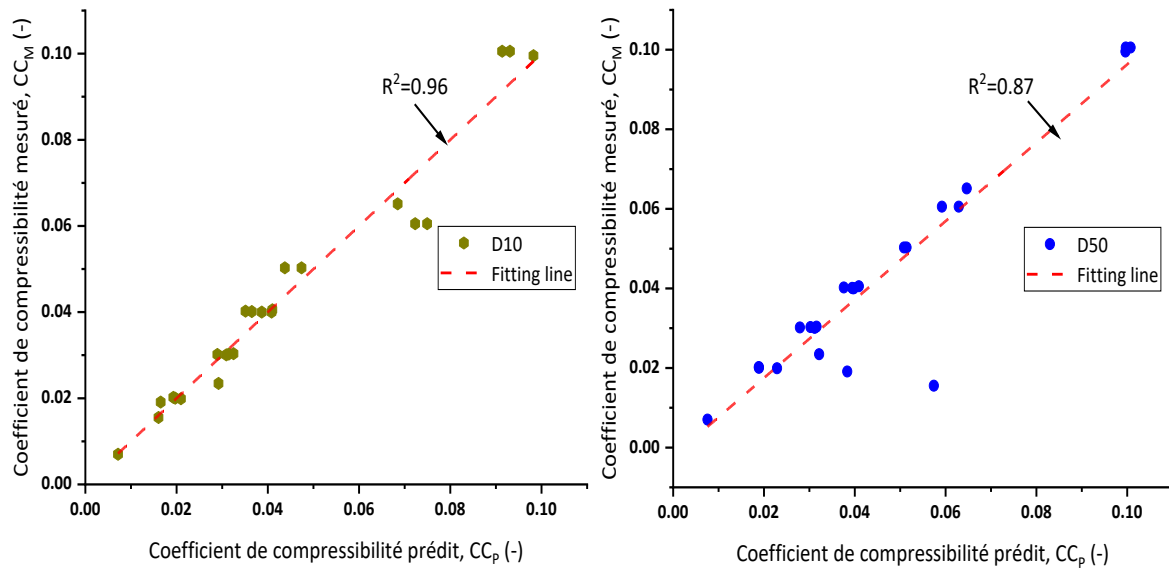 Coefficient de compressibilité mesuré, CC_M (-)
0.10
0.08
0.06
0.04
0.02
0.00
R²=0.96
D10
Fitting line
0.00 0.02 0.04 0.06 0.08 0.10
Coefficient de compressibilité prédit, CC_P (-)
Coefficient de compressibilité mesuré, CC_M (-)
0.10
0.08
0.06
0.04
0.02
0.00
R²=0.87
D50
Fitting line
0.00 0.02 0.04 0.06 0.08 0.10
Coefficient de compressibilité prédit, CC_P (-)